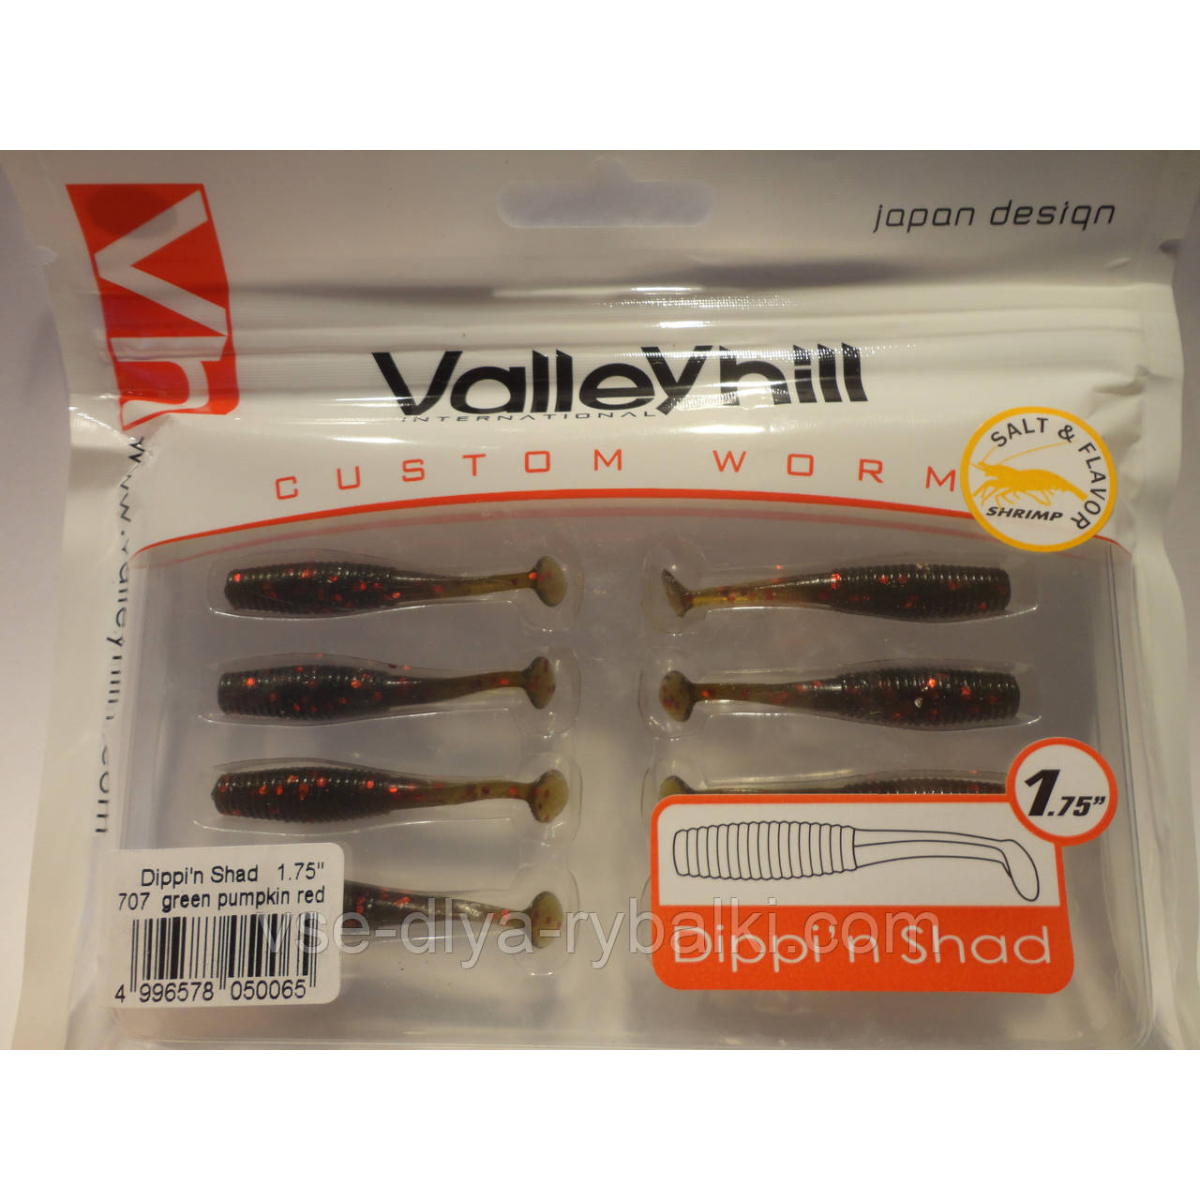 Vh
japan design
ValleYhill
INTERNATIONAL
CUSTOM WORM
SALT & FLAVOR
SHRIMP
www.valleyhill.com
1.75"
Dippi'n Shad
Dippi'n Shad 1.75"
707 green pumpkin red
4 996578 050065
vse-dlya-rybalki.com